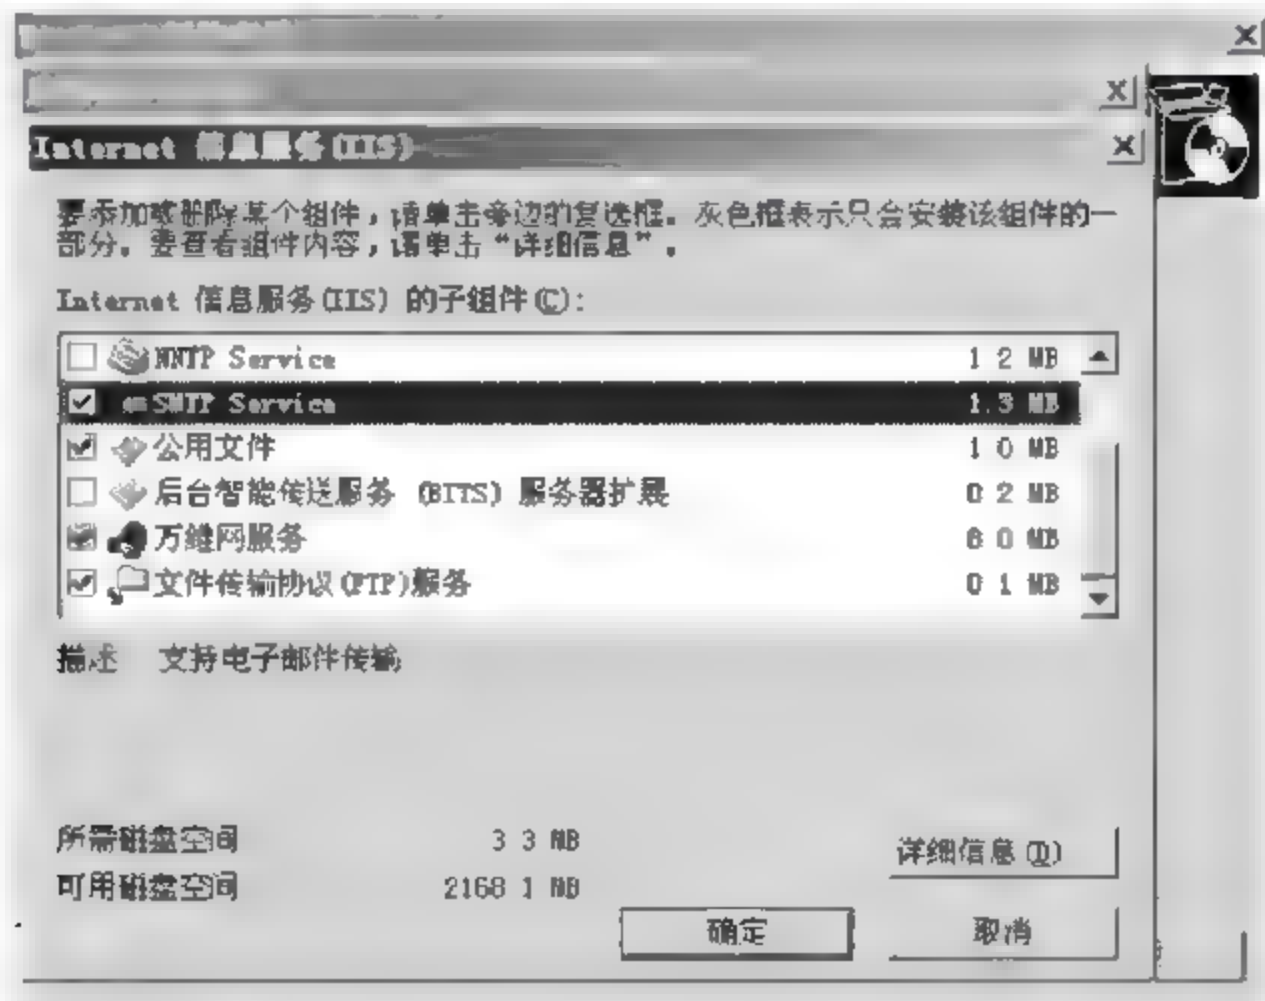 Internet 信息服务(IIS)
要添加或删除某个组件，请单击旁边的复选框。灰色框表示只会安装该组件的一
部分。要查看组件内容，请单击“详细信息”。
Internet 信息服务(IIS) 的子组件(C):
NNTP Service 1.2 MB
SMTP Service 1.3 MB
公用文件 1.0 MB
后台智能传送服务 (BITS) 服务器扩展 0.2 MB
万维网服务 8.0 MB
文件传输协议(FTP)服务 0.1 MB
描述 支持电子邮件传输
所需磁盘空间 3.3 MB
可用磁盘空间 2168.1 MB
详细信息(D)
确定
取消